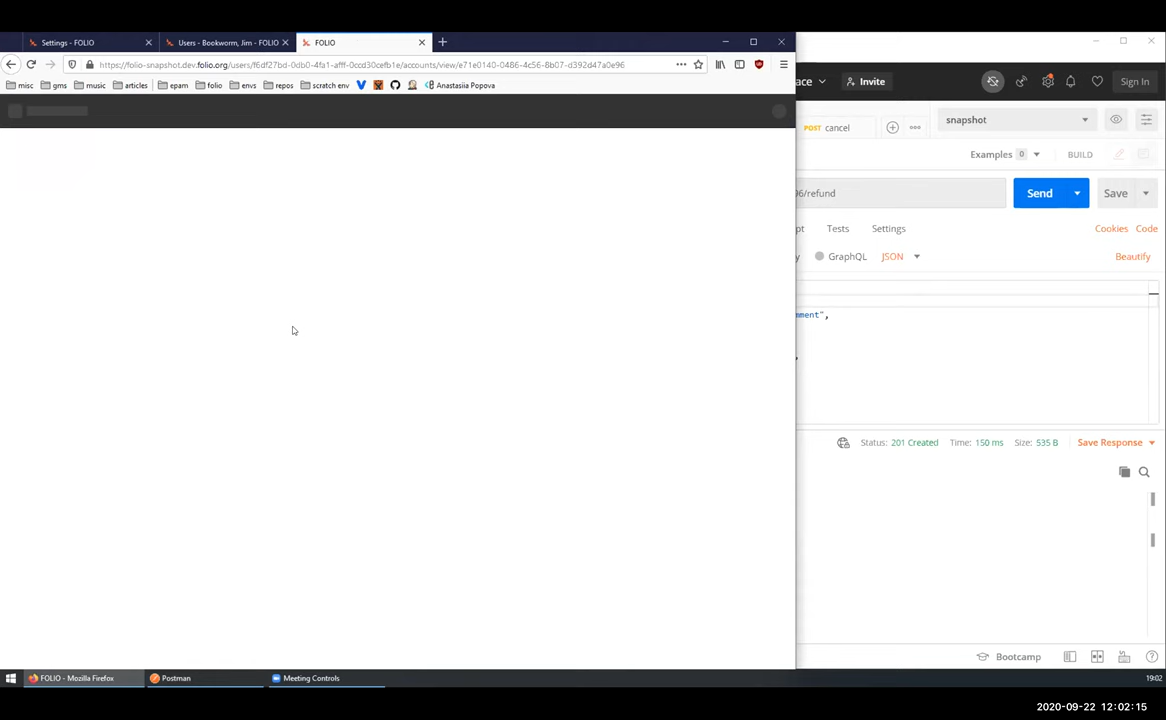 Settings - FOLIO
Users - Bookworm, Jim - FOLIO
FOLIO
https://folio-snapshot.dev.folio.org/users/f6df27bd-0db0-4fa1-afff-0ccd30cefb1e/accounts/view/e71e0140-0486-4c56-8b07-d392d47a0e96
misc
gms
music
articles
epam
folio
envs
repos
scratch env
Anastasiia Popova
ace
Invite
Sign In
POST cancel
snapshot
Examples 0
BUILD
96/refund
Send
Save
pt
Tests
Settings
Cookies
Code
y
GraphQL
JSON
Beautify
mment",
,
Status: 201 Created
Time: 150 ms
Size: 535 B
Save Response
Bootcamp
FOLIO - Mozilla Firefox
Postman
Meeting Controls
19:02
2020-09-22 12:02:15